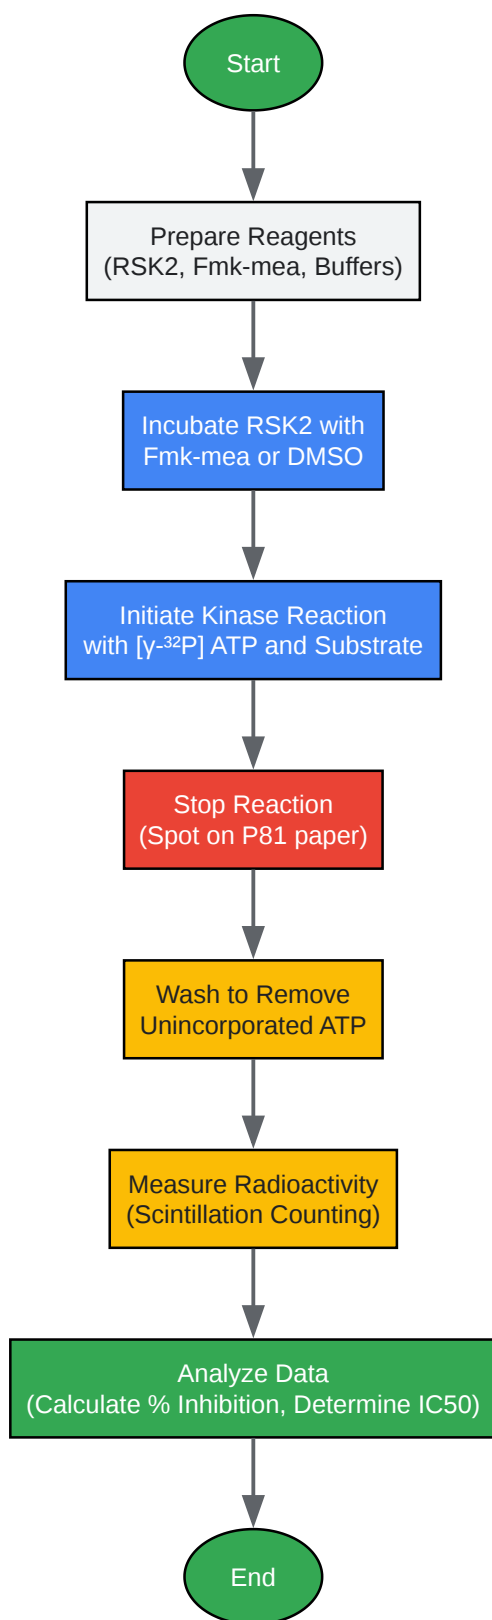 Start
Prepare Reagents
(RSK2, Fmk-mea, Buffers)
Incubate RSK2 with
Fmk-mea or DMSO
Initiate Kinase Reaction
with [γ-³²P] ATP and Substrate
Stop Reaction
(Spot on P81 paper)
Wash to Remove
Unincorporated ATP
Measure Radioactivity
(Scintillation Counting)
Analyze Data
(Calculate % Inhibition, Determine IC50)
End